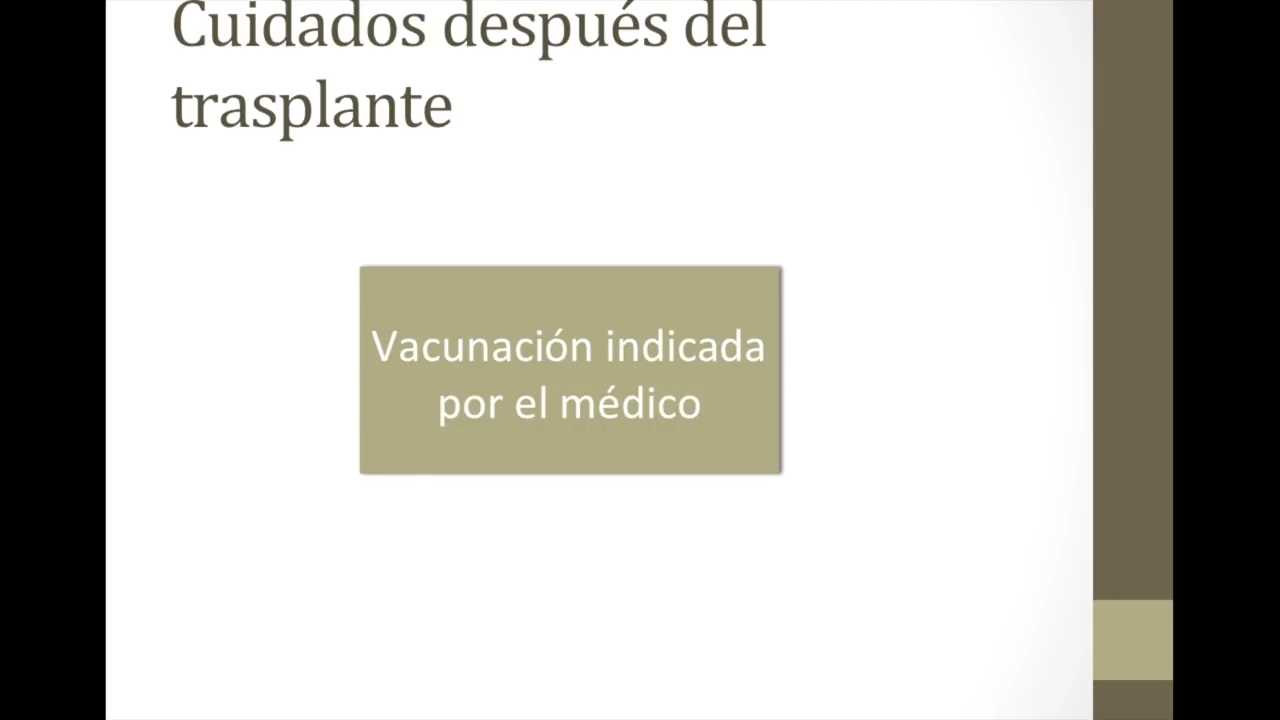 Cuidados después del
trasplante
Vacunación indicada
por el médico